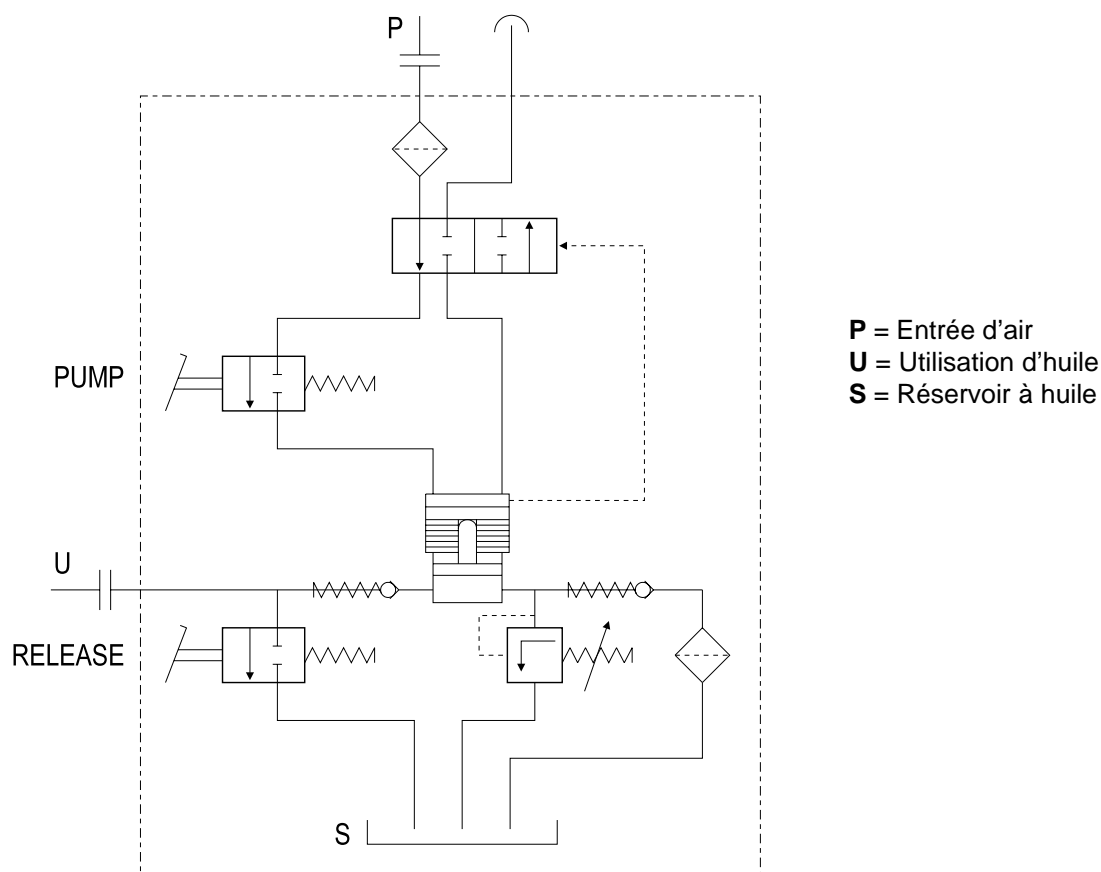 P
PUMP
P = Entrée d'air
U = Utilisation d'huile
S = Réservoir à huile
U
RELEASE
S